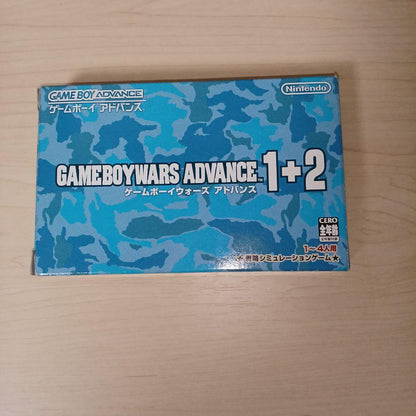 GAME BOY ADVANCE
ゲームボーイ アドバンス
Nintendo
GAMEBOYWARS ADVANCE™ 1+2
ゲームボーイウォーズ アドバンス
CERO
全年齢
1～4人用
シミュレーションゲーム★